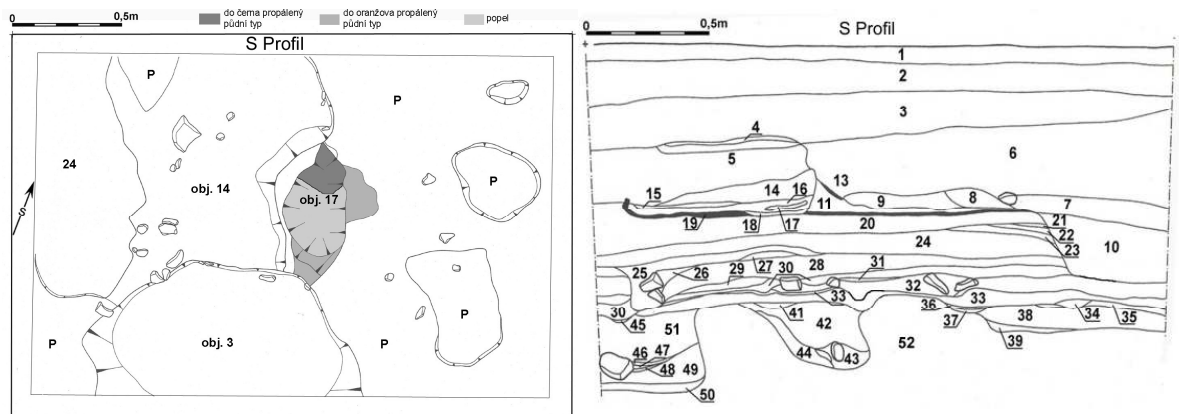 0 0,5m
do černa propálený
půdní typ
do oranžova propálený
půdní typ
popel
S Profil
P
P
24
obj. 14
obj. 17
P
S
P
P
obj. 3
P
0 0,5m
S Profil
1
2
3
4
5
6
13
14 16
15
11
9
8
7
19
18
17
20
21
22
23
24
10
25
26
29
27
30
28
31
32
33
33
30
45
41
42
36
37
38
34
35
39
51
52
46
47
48
49
50
44
43